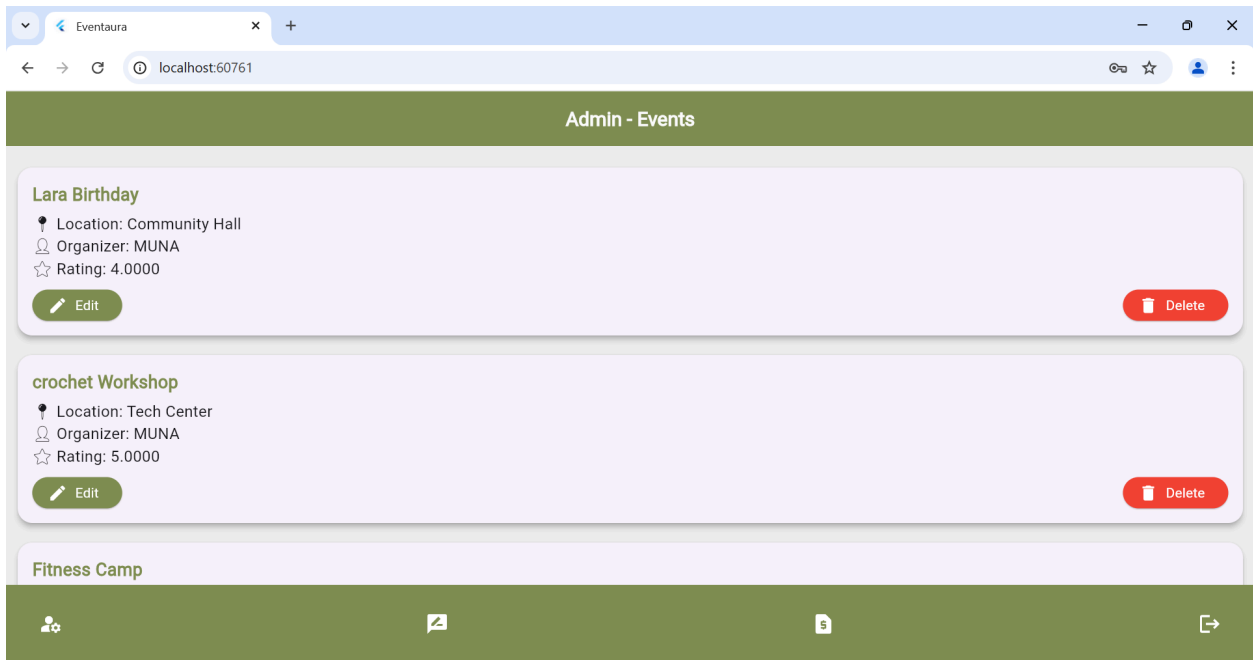 Eventaura
localhost:60761
Admin - Events
Lara Birthday
Location: Community Hall
Organizer: MUNA
Rating: 4.0000
Edit
Delete
crochet Workshop
Location: Tech Center
Organizer: MUNA
Rating: 5.0000
Edit
Delete
Fitness Camp